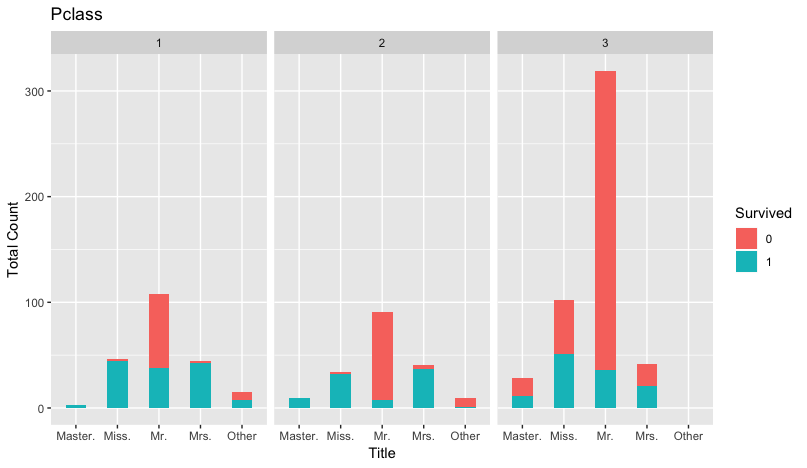 Pclass
1 2 3
300
200
100
0
Total Count
Master. Miss. Mr. Mrs. Other Master. Miss. Mr. Mrs. Other Master. Miss. Mr. Mrs. Other
Title
Survived
0
1